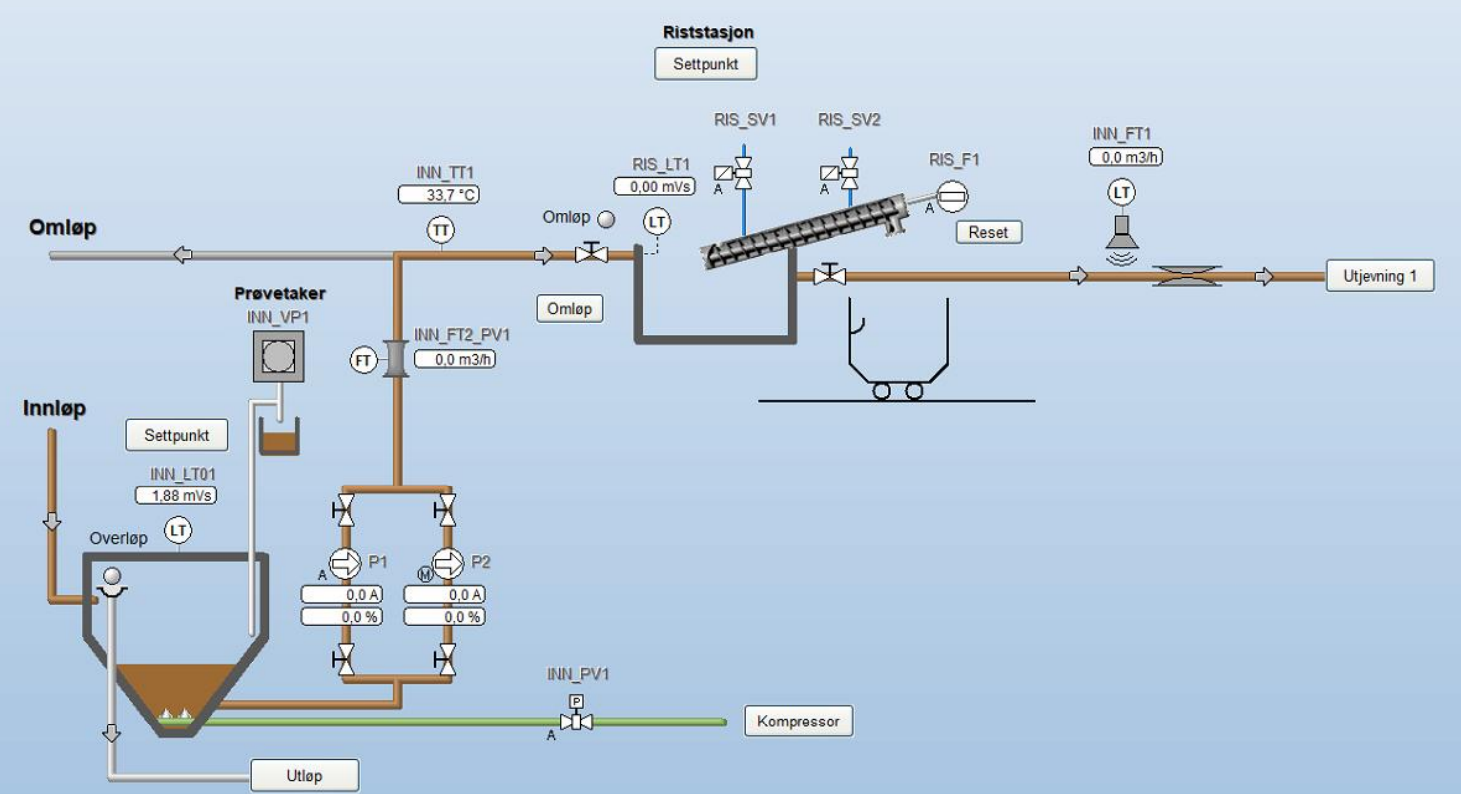 Riststasjon
Settpunkt
RIS_SV1
RIS_SV2
INN_FT1
0,0 m3/h
LT
RIS_LT1
0,00 mVs
LT
A
A
RIS_F1
A
Reset
INN_TT1
33,7 °C
TT
Omløp
Omløp
Omløp
Utjevning 1
Prøvetaker
INN_VP1
INN_FT2_PV1
0,0 m3/h
FT
Innløp
Settpunkt
INN_LT01
1,88 mVs
LT
Overløp
P1
A
0,0 A
0,0 %
P2
M
0,0 A
0,0 %
INN_PV1
P
A
Kompressor
Utløp